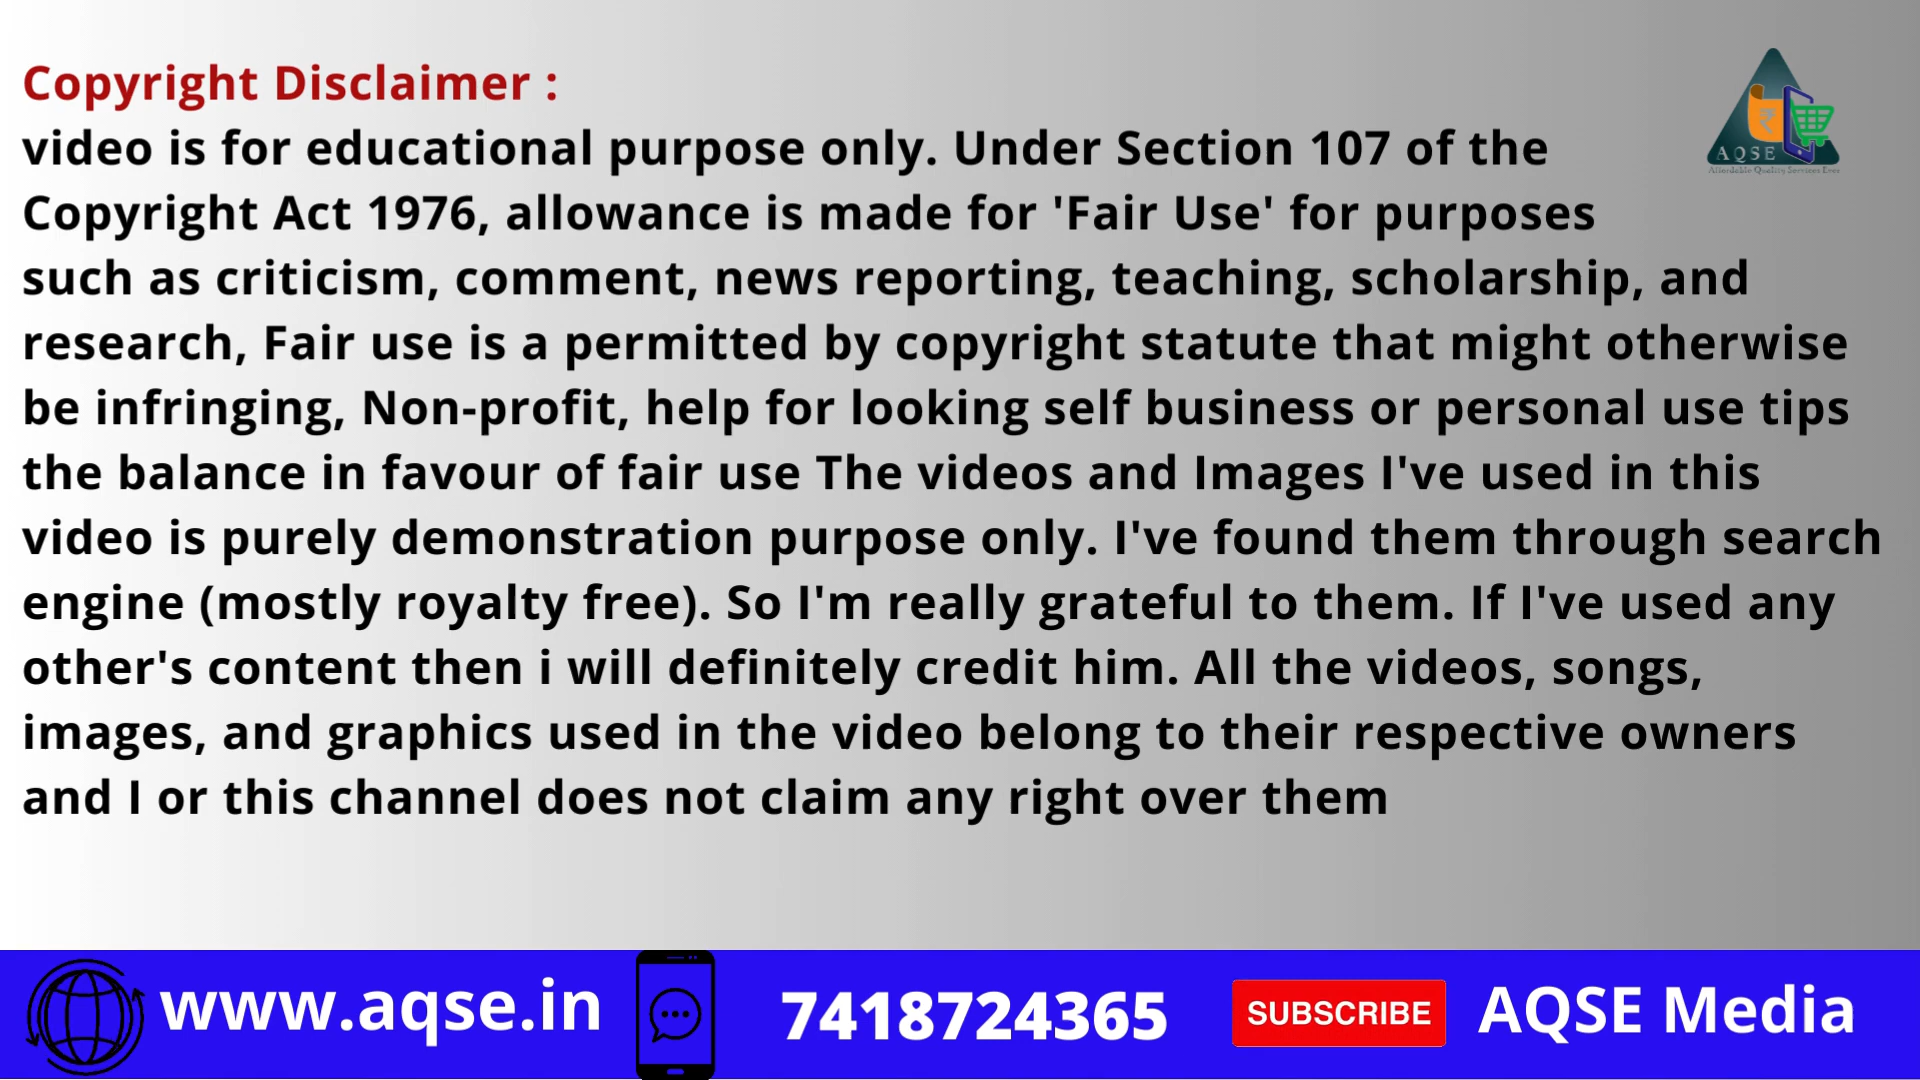 Copyright Disclaimer :
video is for educational purpose only. Under Section 107 of the
Copyright Act 1976, allowance is made for 'Fair Use' for purposes
such as criticism, comment, news reporting, teaching, scholarship, and
research, Fair use is a permitted by copyright statute that might otherwise
be infringing, Non-profit, help for looking self business or personal use tips
the balance in favour of fair use The videos and Images I've used in this
video is purely demonstration purpose only. I've found them through search
engine (mostly royalty free). So I'm really grateful to them. If I've used any
other's content then i will definitely credit him. All the videos, songs,
images, and graphics used in the video belong to their respective owners
and I or this channel does not claim any right over them
₹
AQSE
Affordable Quality Services Ever
www.aqse.in
7418724365
SUBSCRIBE
AQSE Media